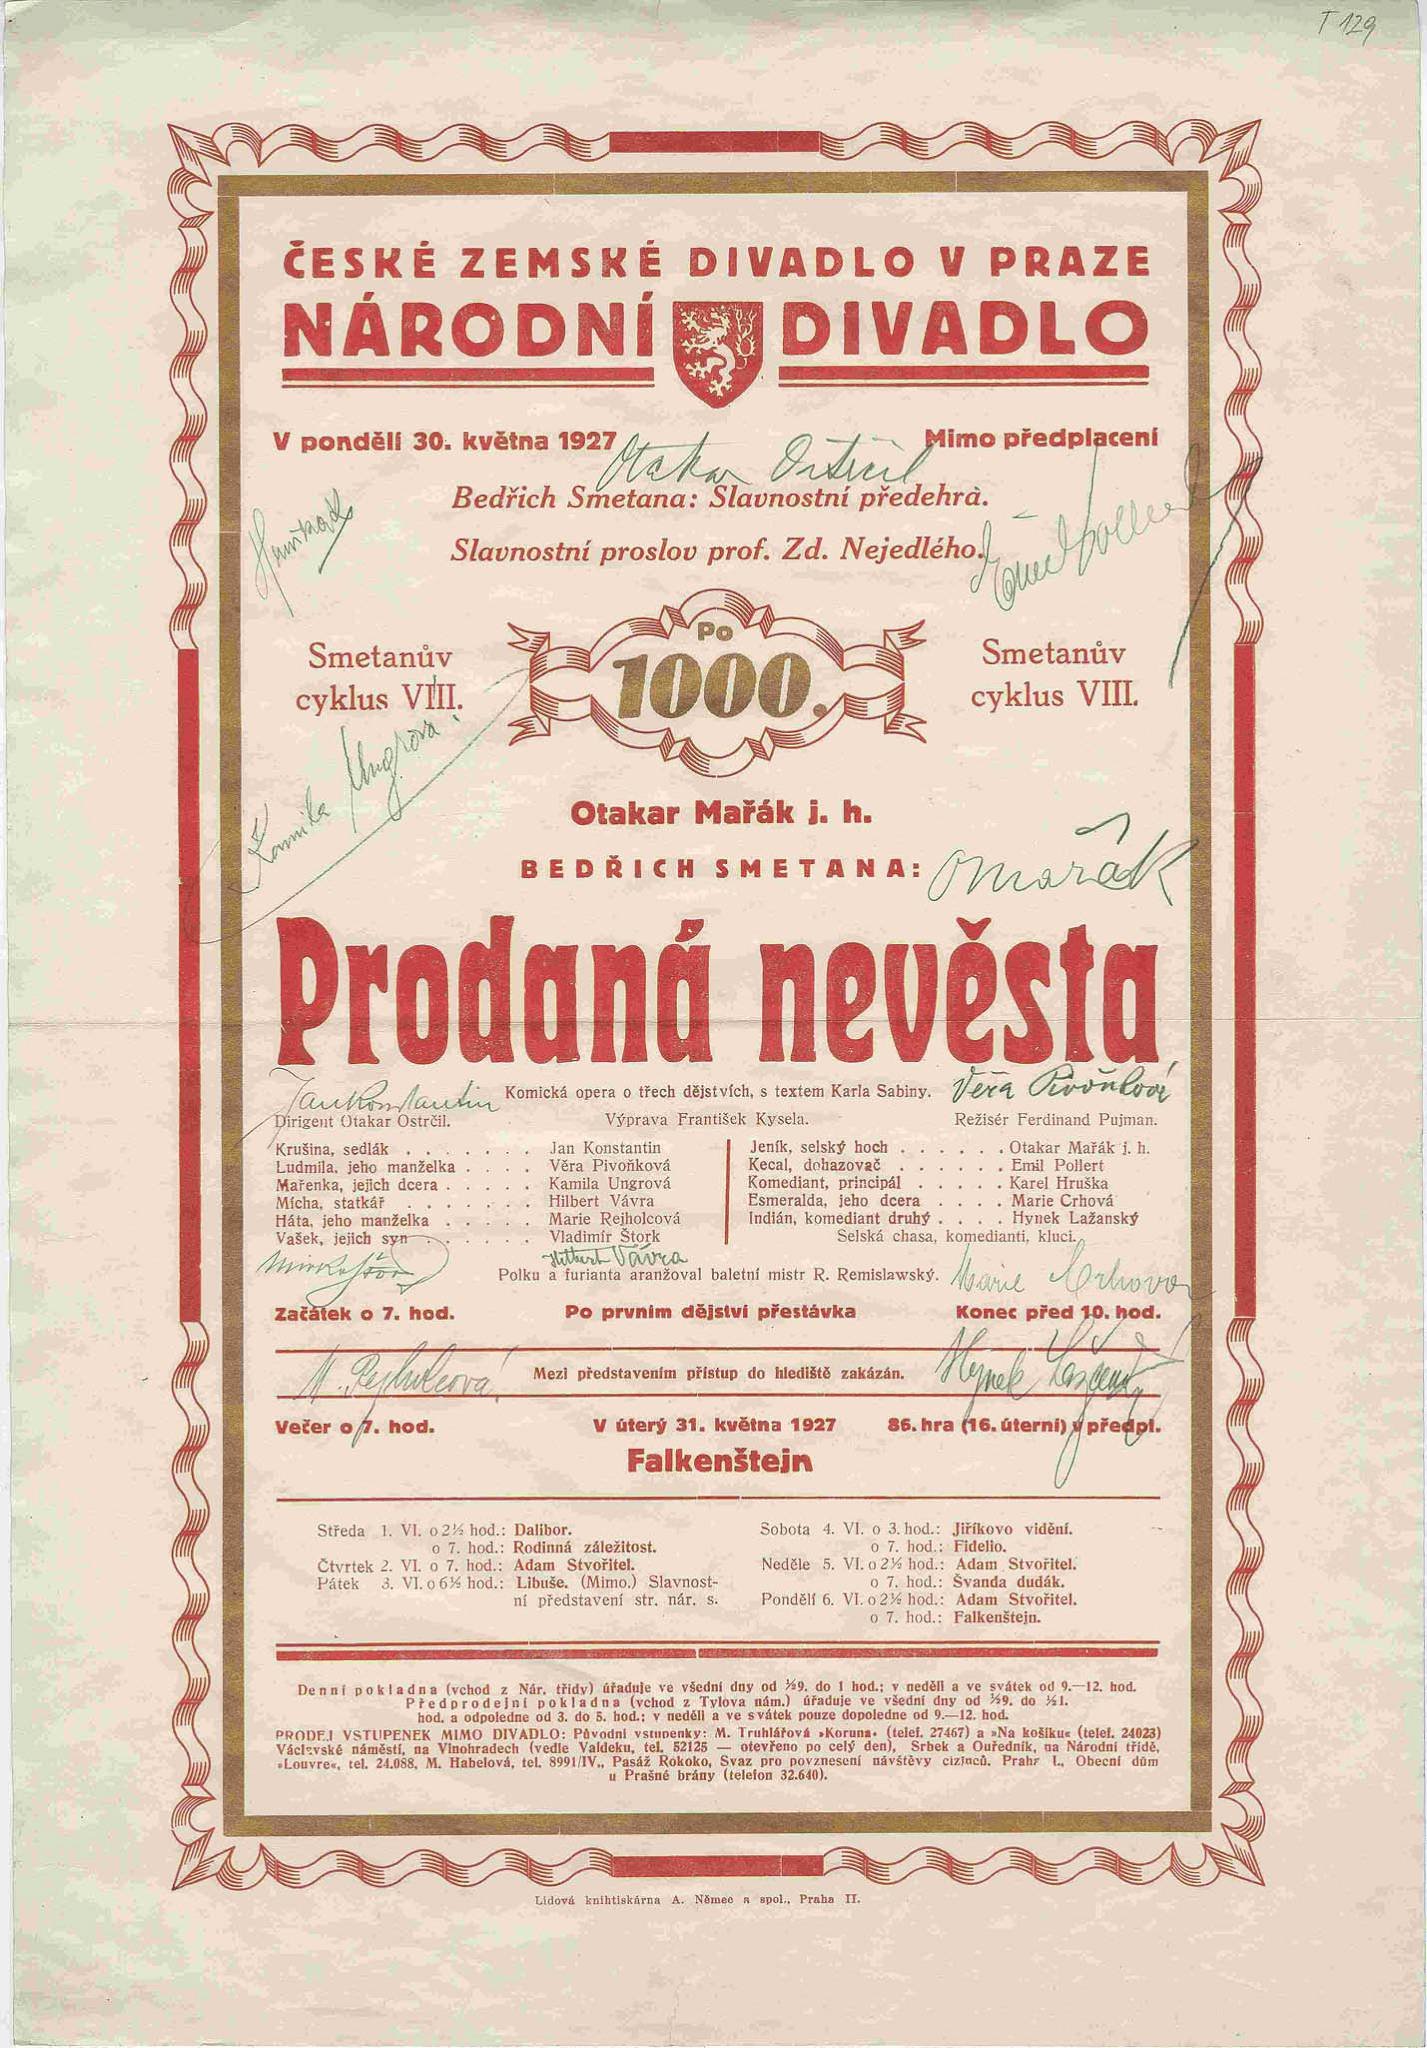 T 129
ČESKÉ ZEMSKÉ DIVADLO V PRAZE
NÁRODNÍ DIVADLO
V pondělí 30. května 1927 Mimo předplacení
Otakar Ostrčil
Bedřich Smetana: Slavnostní předehra.
Slavnostní proslov prof. Zd. Nejedlého.
Emil Pollert
Po
1000.
Smetanův
cyklus VIII.
Smetanův
cyklus VIII.
Kamila Ungrova
Otakar Mařák j. h.
BEDŘICH SMETANA:
OMařák
Prodaná nevěsta
Jan Konstantin
Komická opera o třech dějstvích, s textem Karla Sabiny.
Věra Pivoňková
Dirigent Otakar Ostrčil. Výprava František Kysela. Režisér Ferdinand Pujman.
Krušina, sedlák . . . . . . . Jan Konstantin
Ludmila, jeho manželka . . . . Věra Pivoňková
Mařenka, jejich dcera . . . . . Kamila Ungrová
Mícha, statkář . . . . . . . Hilbert Vávra
Háta, jeho manželka . . . . . Marie Rejholcová
Vašek, jejich syn . . . . . . Vladimír Štork
Jeník, selský hoch . . . . . . Otakar Mařák j. h.
Kecal, dohazovač . . . . . . Emil Pollert
Komediant, principál . . . . . Karel Hruška
Esmeralda, jeho dcera . . . . Marie Crhová
Indián, komediant druhý . . . . Hynek Lažanský
Selská chasa, komedianti, kluci.
Hilbert Vávra
Polku a furianta aranžoval baletní mistr R. Remislawský.
Marie Crhova
Začátek o 7. hod. Po prvním dějství přestávka Konec před 10. hod.
M. Rejholcová
Mezi představením přístup do hlediště zakázán.
Hynek Lažanský
Večer o 7. hod. V úterý 31. května 1927 86. hra (16. úterní) v předpl.
Falkenštejn
Středa 1. VI. o 2½ hod.: Dalibor.
o 7. hod.: Rodinná záležitost.
Čtvrtek 2. VI. o 7. hod.: Adam Stvořitel.
Pátek 3. VI. o 6½ hod.: Libuše. (Mimo.) Slavnost-
ní představení str. nár. s.
Sobota 4. VI. o 3. hod.: Jiříkovo vidění.
o 7. hod.: Fidelio.
Neděle 5. VI. o 2½ hod.: Adam Stvořitel.
o 7. hod.: Švanda dudák.
Pondělí 6. VI. o 2½ hod.: Adam Stvořitel.
o 7. hod.: Falkenštejn.
Denní pokladna (vchod z Nár. třídy) úřaduje ve všední dny od ½9. do 1 hod.; v neděli a ve svátek od 9.—12. hod.
Předprodejní pokladna (vchod z Tylova nám.) úřaduje ve všední dny od ½9. do ½1.
hod. a odpoledne od 3. do 5. hod.; v neděli a ve svátek pouze dopoledne od 9.—12. hod.
PRODEJ VSTUPENEK MIMO DIVADLO: Původní vstupenky: M. Truhlářová »Koruna« (telef. 27467) a »Na košíku« (telef. 24023)
Václavské náměstí, na Vinohradech (vedle Valdeku, tel. 52125 — otevřeno po celý den), Srbek a Ouředník, na Národní třídě,
»Louvre«, tel. 24.088, M. Habelová, tel. 8991/IV., Pasáž Rokoko, Svaz pro povznesení návštěvy cizinců. Praha I., Obecní dům
u Prašné brány (telefon 32.640).
Lidová knihtiskárna A. Němec a spol., Praha II.